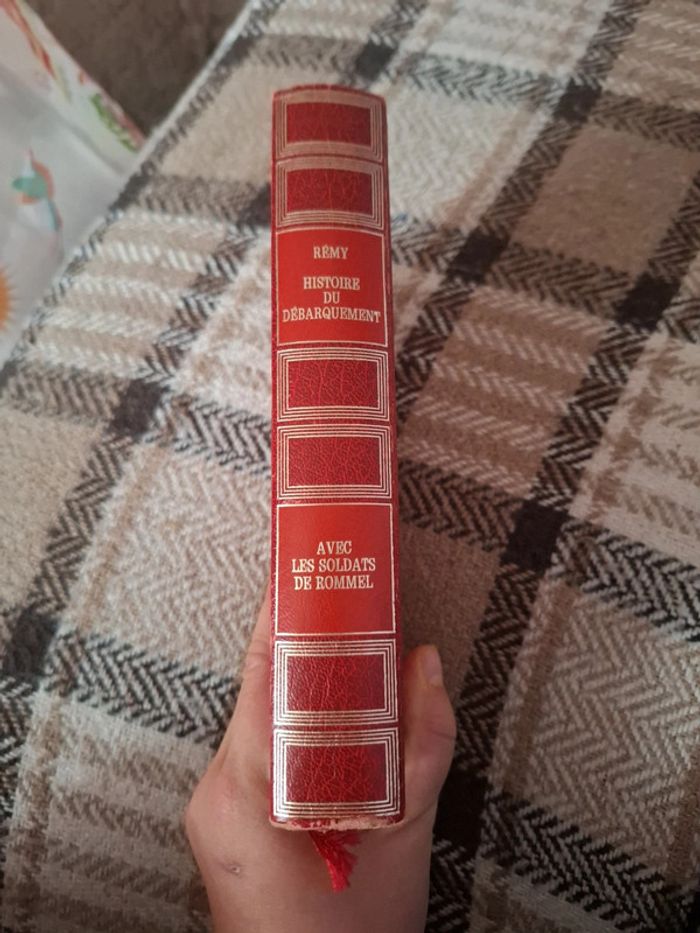 RÉMY
HISTOIRE
DU
DÉBARQUEMENT
AVEC
LES SOLDATS
DE ROMMEL